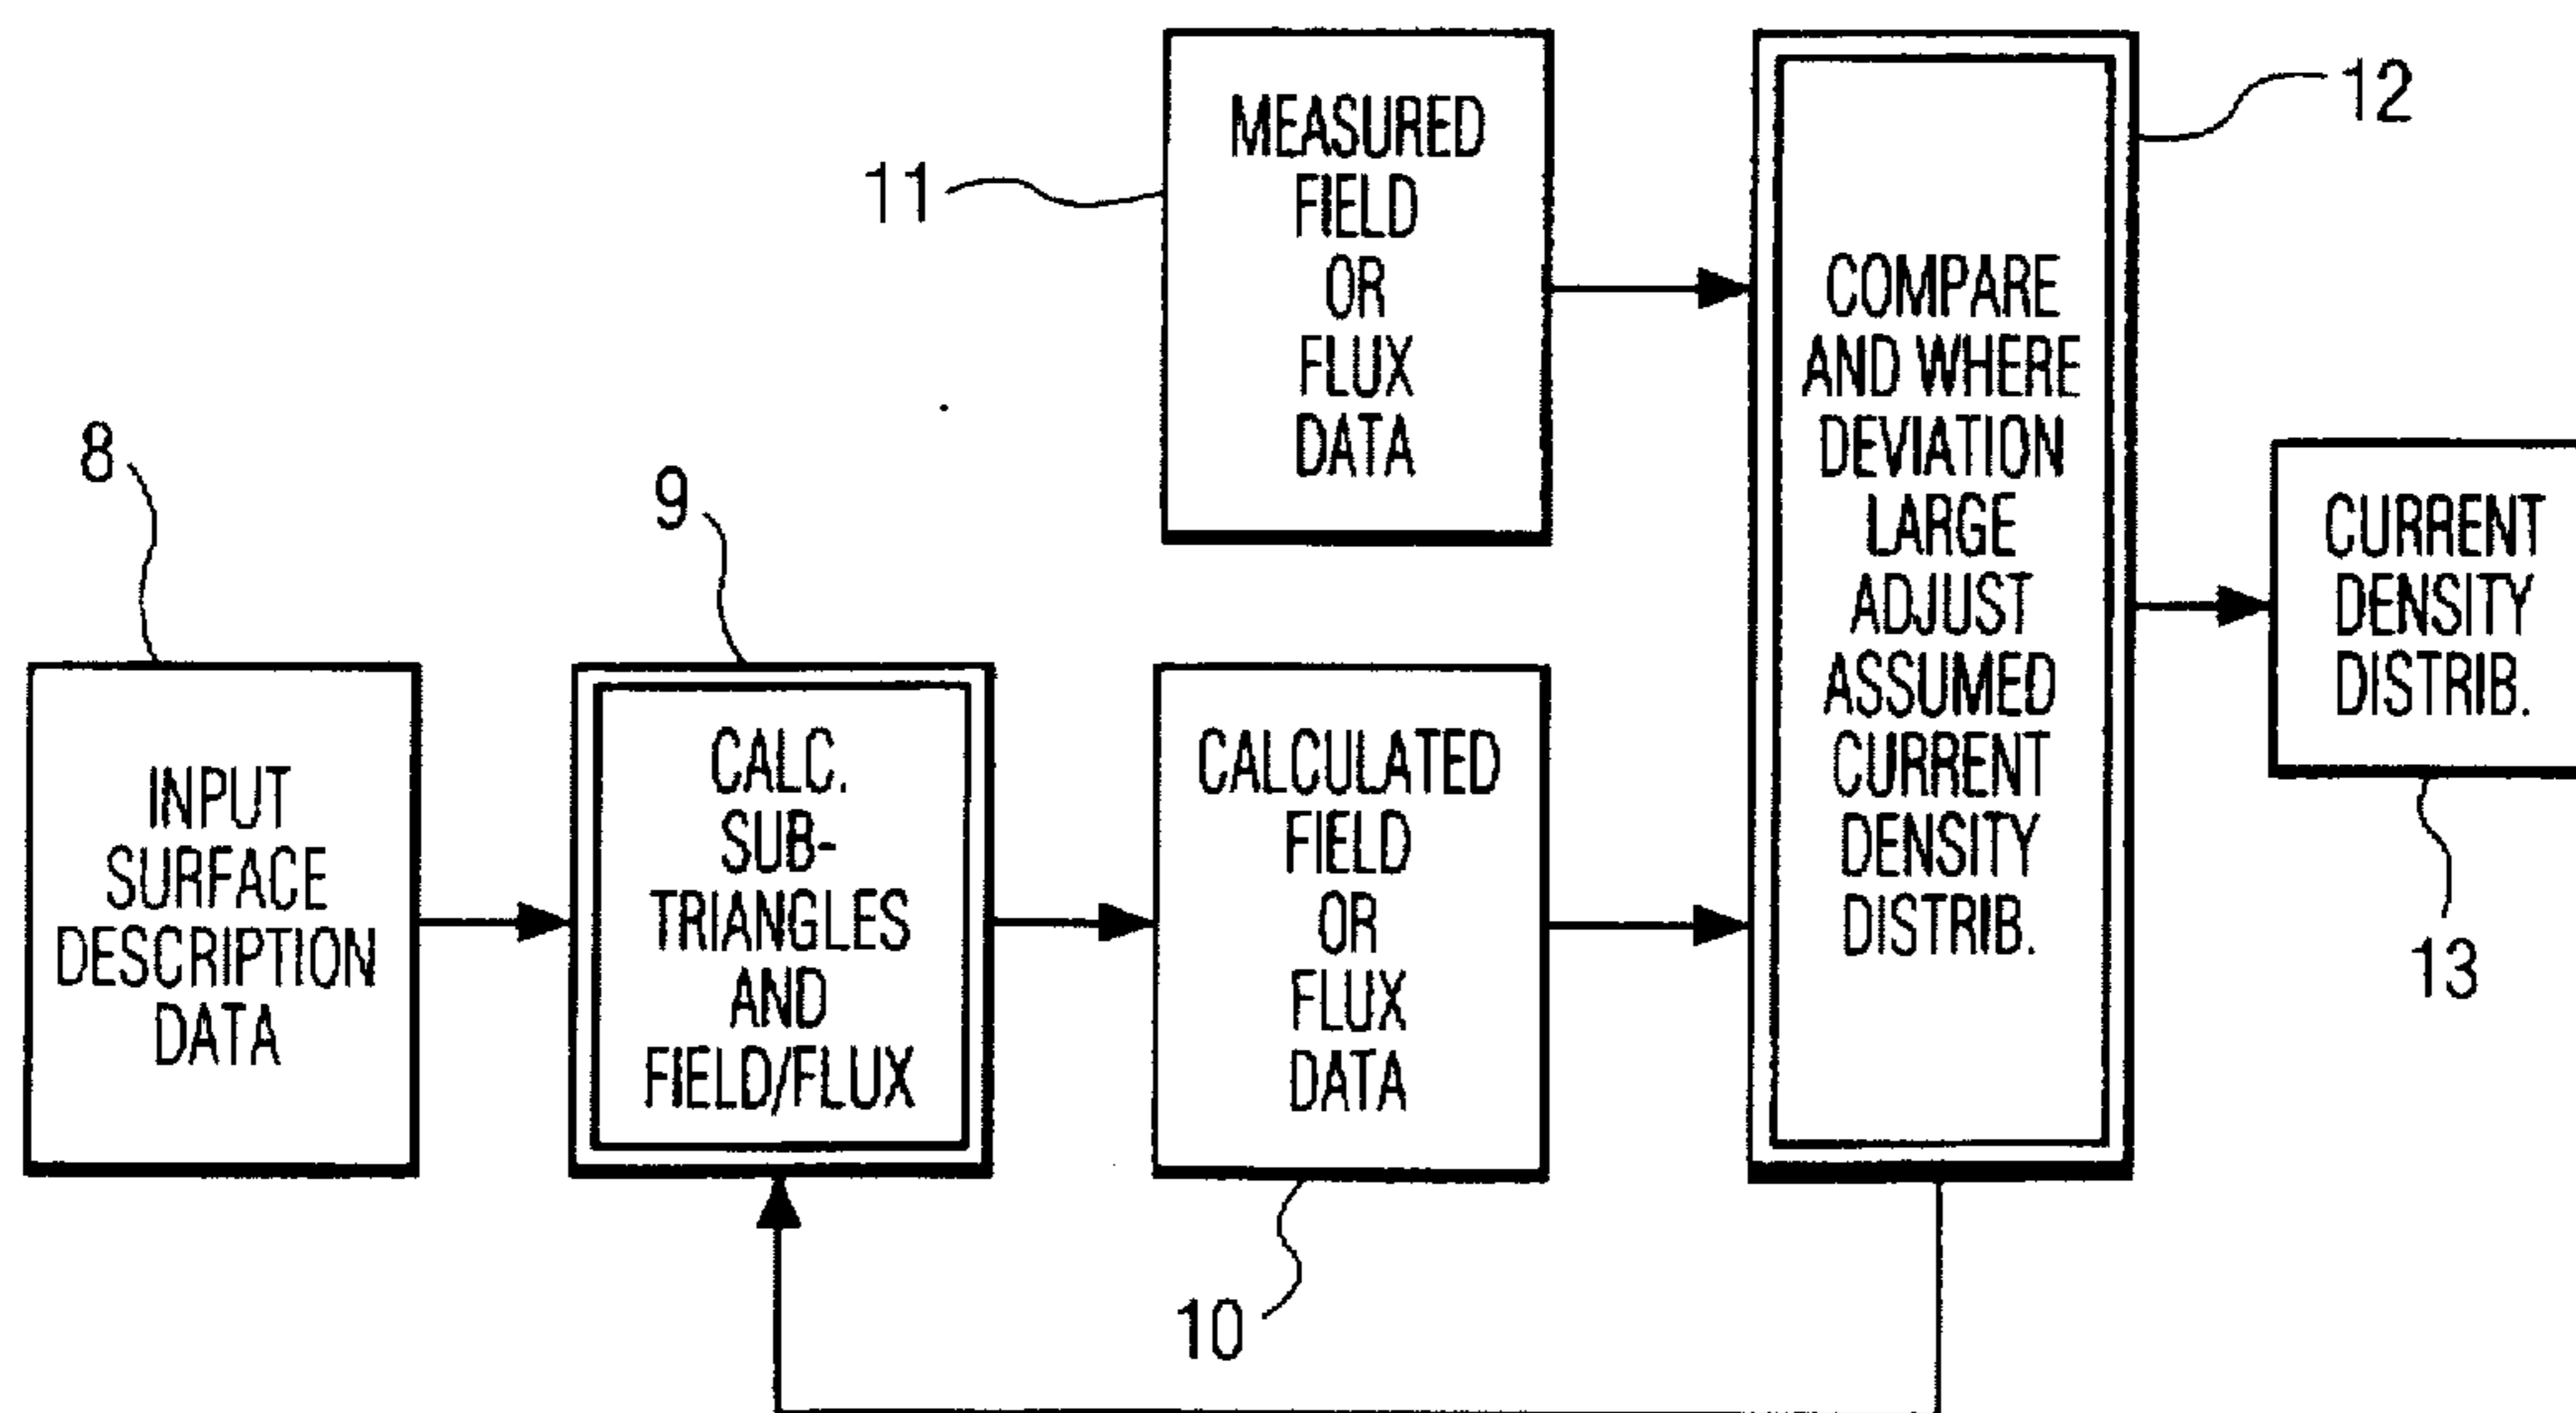 8
INPUT
SURFACE
DESCRIPTION
DATA
9
CALC.
SUB-
TRIANGLES
AND
FIELD/FLUX
11
MEASURED
FIELD
OR
FLUX
DATA
CALCULATED
FIELD
OR
FLUX
DATA
10
12
COMPARE
AND WHERE
DEVIATION
LARGE
ADJUST
ASSUMED
CURRENT
DENSITY
DISTRIB.
CURRENT
DENSITY
DISTRIB.
13